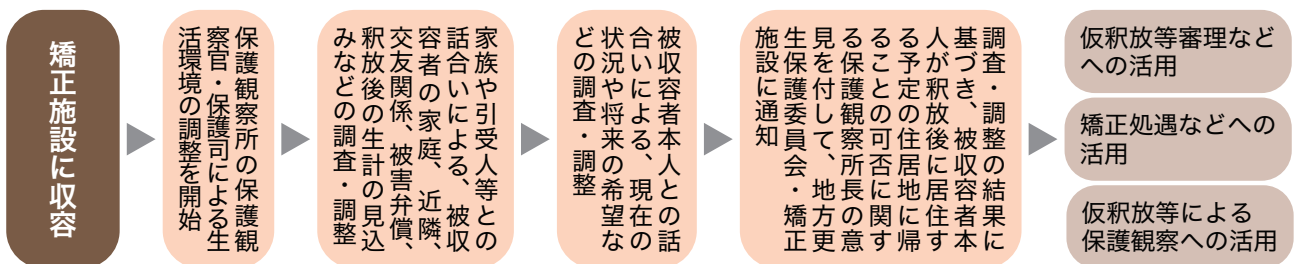 矯正施設に収容
保護観察所の保護観
察官・保護司による生
活環境の調整を開始
家族や引受人等との
話合いによる、被収
容者の家庭、近隣、
交友関係、被害弁償、
釈放後の生計の見込
みなどの調査・調整
被収容者本人との話
合いによる、現在の
状況や将来の希望な
どの調査・調整
調査・調整の結果に
基づき、被収容者本
人が釈放後に居住す
る予定の住居地に帰
ることの可否に関す
る保護観察所長の意
見を付して、地方更
生保護委員会・矯正
施設に通知
仮釈放等審理など
への活用
矯正処遇などへの
活用
仮釈放等による
保護観察への活用